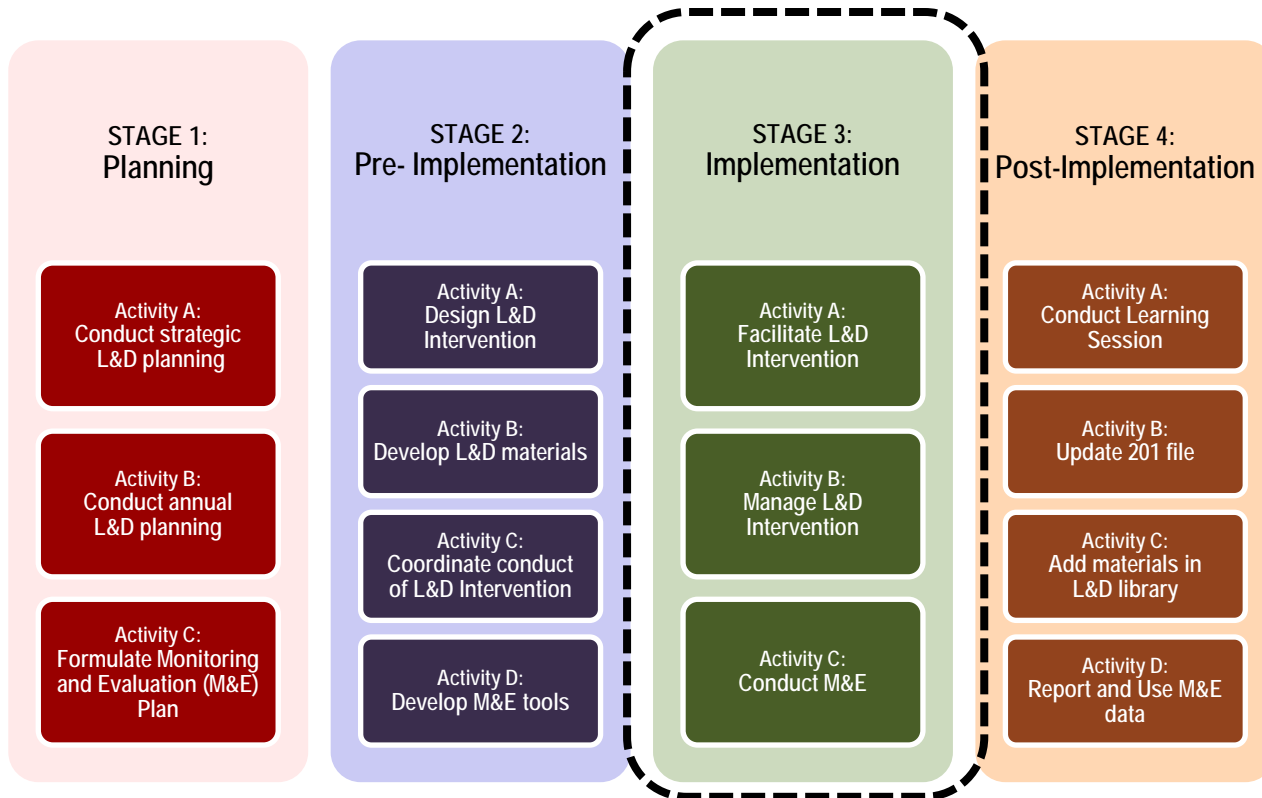 STAGE 1:
Planning
Activity A:
Conduct strategic
L&D planning
Activity B:
Conduct annual
L&D planning
Activity C:
Formulate Monitoring
and Evaluation (M&E)
Plan
STAGE 2:
Pre- Implementation
Activity A:
Design L&D
Intervention
Activity B:
Develop L&D materials
Activity C:
Coordinate conduct
of L&D Intervention
Activity D:
Develop M&E tools
STAGE 3:
Implementation
Activity A:
Facilitate L&D
Intervention
Activity B:
Manage L&D
Intervention
Activity C:
Conduct M&E
STAGE 4:
Post-Implementation
Activity A:
Conduct Learning
Session
Activity B:
Update 201 file
Activity C:
Add materials in
L&D library
Activity D:
Report and Use M&E
data